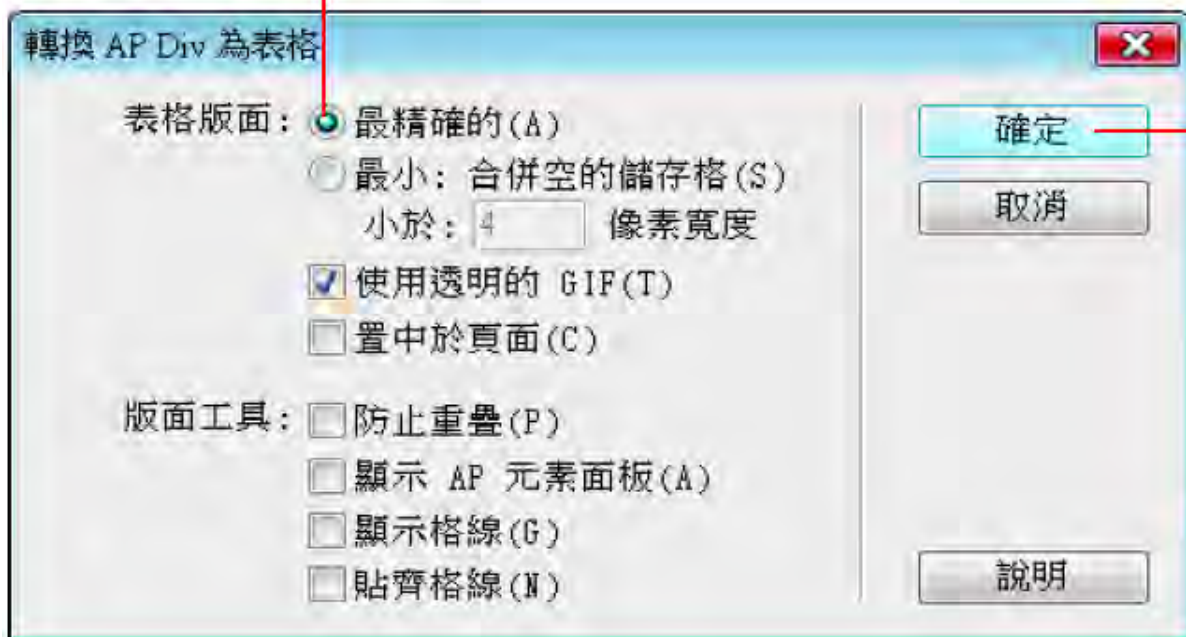 轉換 AP Div 為表格
表格版面: 最精確的(A)
最小: 合併空的儲存格(S)
小於: 4 像素寬度
使用透明的 GIF(T)
置中於頁面(C)
版面工具: 防止重疊(P)
顯示 AP 元素面板(A)
顯示格線(G)
貼齊格線(N)
確定
取消
說明